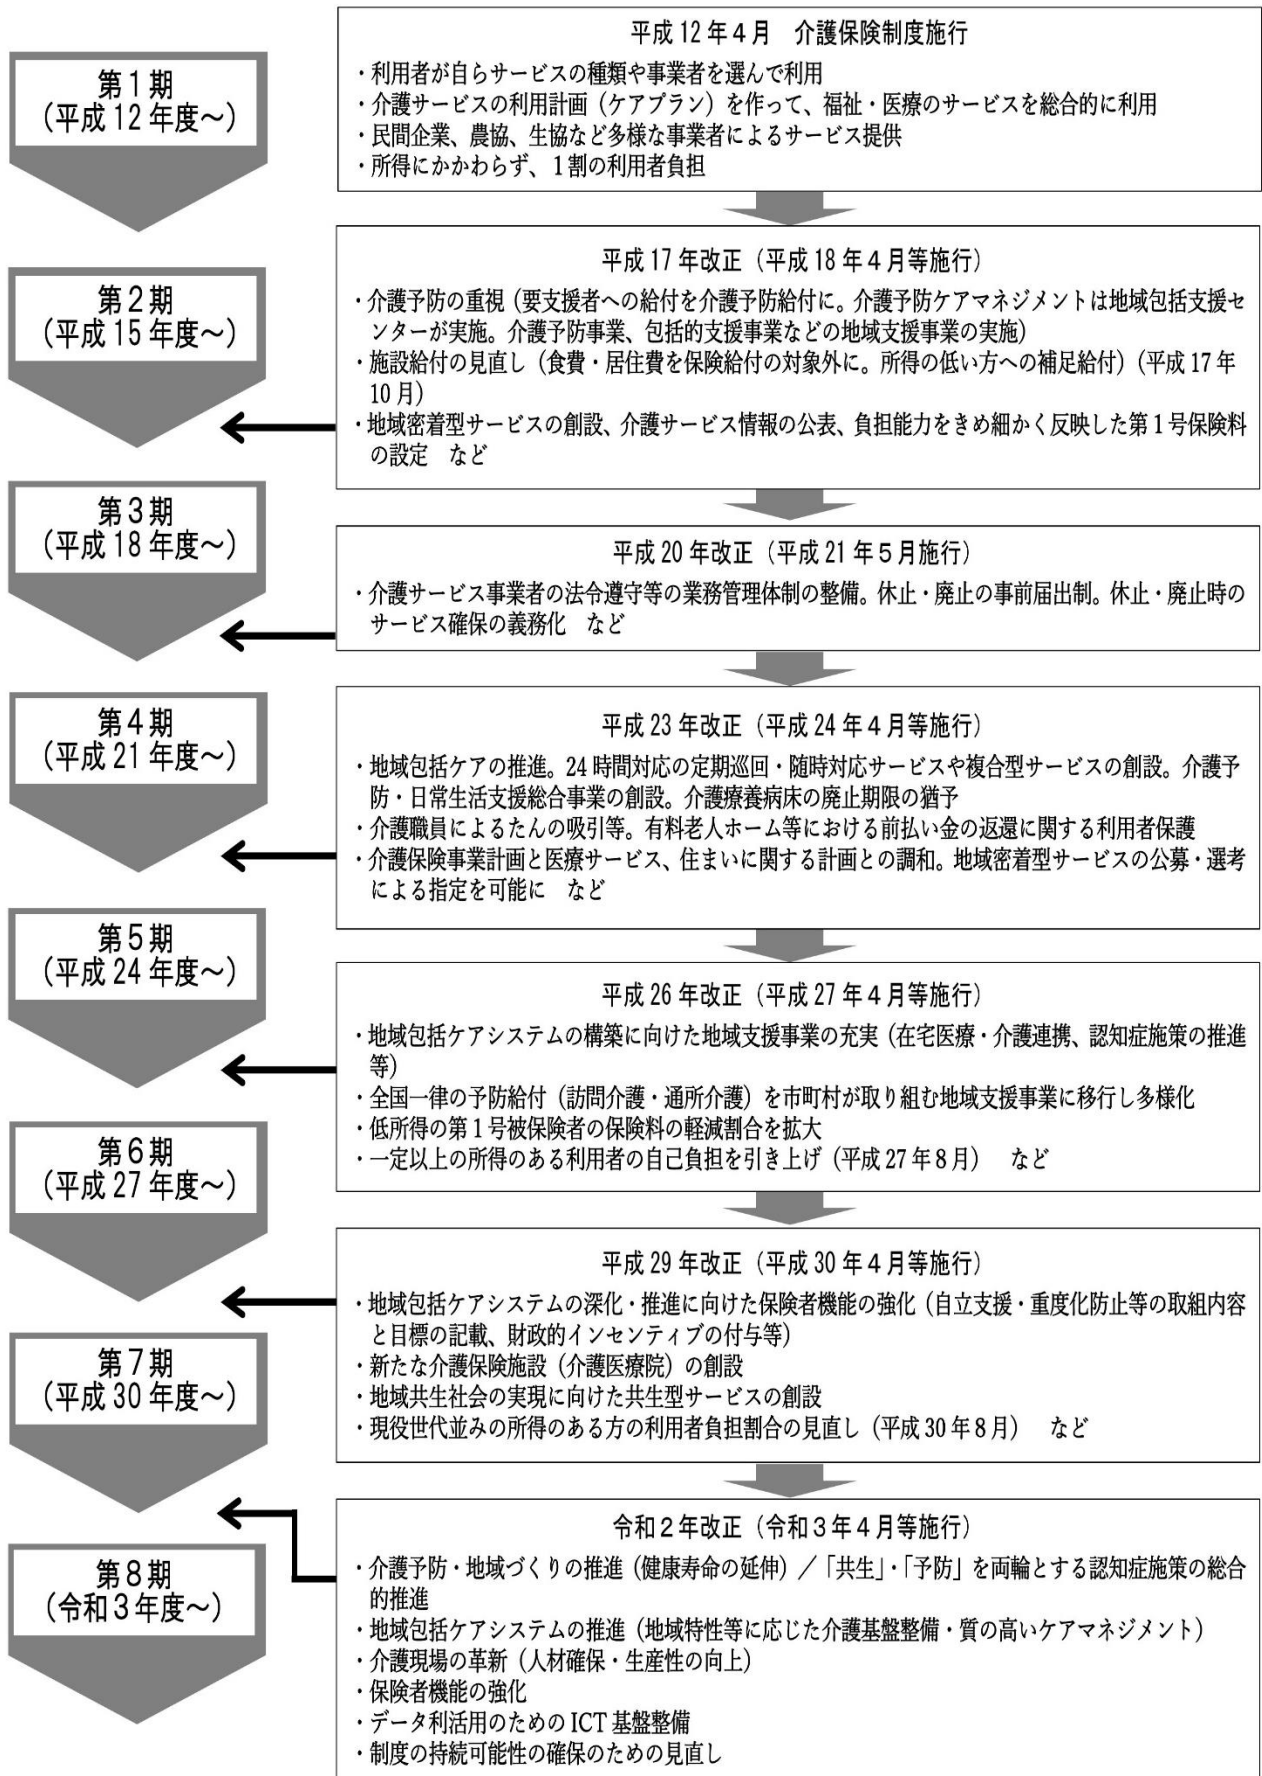 第１期
（平成 12 年度～）
平成 12 年４月　介護保険制度施行
・利用者が自らサービスの種類や事業者を選んで利用
・介護サービスの利用計画（ケアプラン）を作って、福祉・医療のサービスを総合的に利用
・民間企業、農協、生協など多様な事業者によるサービス提供
・所得にかかわらず、１割の利用者負担
第２期
（平成 15 年度～）
平成 17 年改正（平成 18 年４月等施行）
・介護予防の重視（要支援者への給付を介護予防給付に。介護予防ケアマネジメントは地域包括支援セ
ンターが実施。介護予防事業、包括的支援事業などの地域支援事業の実施）
・施設給付の見直し（食費・居住費を保険給付の対象外に。所得の低い方への補足給付）（平成 17 年
10 月）
・地域密着型サービスの創設、介護サービス情報の公表、負担能力をきめ細かく反映した第１号保険料
の設定　など
第３期
（平成 18 年度～）
平成 20 年改正（平成 21 年５月施行）
・介護サービス事業者の法令遵守等の業務管理体制の整備。休止・廃止の事前届出制。休止・廃止時の
サービス確保の義務化　など
第４期
（平成 21 年度～）
平成 23 年改正（平成 24 年４月等施行）
・地域包括ケアの推進。24 時間対応の定期巡回・随時対応サービスや複合型サービスの創設。介護予
防・日常生活支援総合事業の創設。介護療養病床の廃止期限の猶予
・介護職員によるたんの吸引等。有料老人ホーム等における前払い金の返還に関する利用者保護
・介護保険事業計画と医療サービス、住まいに関する計画との調和。地域密着型サービスの公募・選考
による指定を可能に　など
第５期
（平成 24 年度～）
平成 26 年改正（平成 27 年４月等施行）
・地域包括ケアシステムの構築に向けた地域支援事業の充実（在宅医療・介護連携、認知症施策の推進
等）
・全国一律の予防給付（訪問介護・通所介護）を市町村が取り組む地域支援事業に移行し多様化
・低所得の第１号被保険者の保険料の軽減割合を拡大
・一定以上の所得のある利用者の自己負担を引き上げ（平成 27 年８月）　など
第６期
（平成 27 年度～）
平成 29 年改正（平成 30 年４月等施行）
・地域包括ケアシステムの深化・推進に向けた保険者機能の強化（自立支援・重度化防止等の取組内容
と目標の記載、財政的インセンティブの付与等）
・新たな介護保険施設（介護医療院）の創設
・地域共生社会の実現に向けた共生型サービスの創設
・現役世代並みの所得のある方の利用者負担割合の見直し（平成 30 年８月）　など
第７期
（平成 30 年度～）
令和２年改正（令和３年４月等施行）
・介護予防・地域づくりの推進（健康寿命の延伸）／「共生」・「予防」を両輪とする認知症施策の総合
的推進
・地域包括ケアシステムの推進（地域特性等に応じた介護基盤整備・質の高いケアマネジメント）
・介護現場の革新（人材確保・生産性の向上）
・保険者機能の強化
・データ利活用のための ICT 基盤整備
・制度の持続可能性の確保のための見直し
第８期
（令和３年度～）